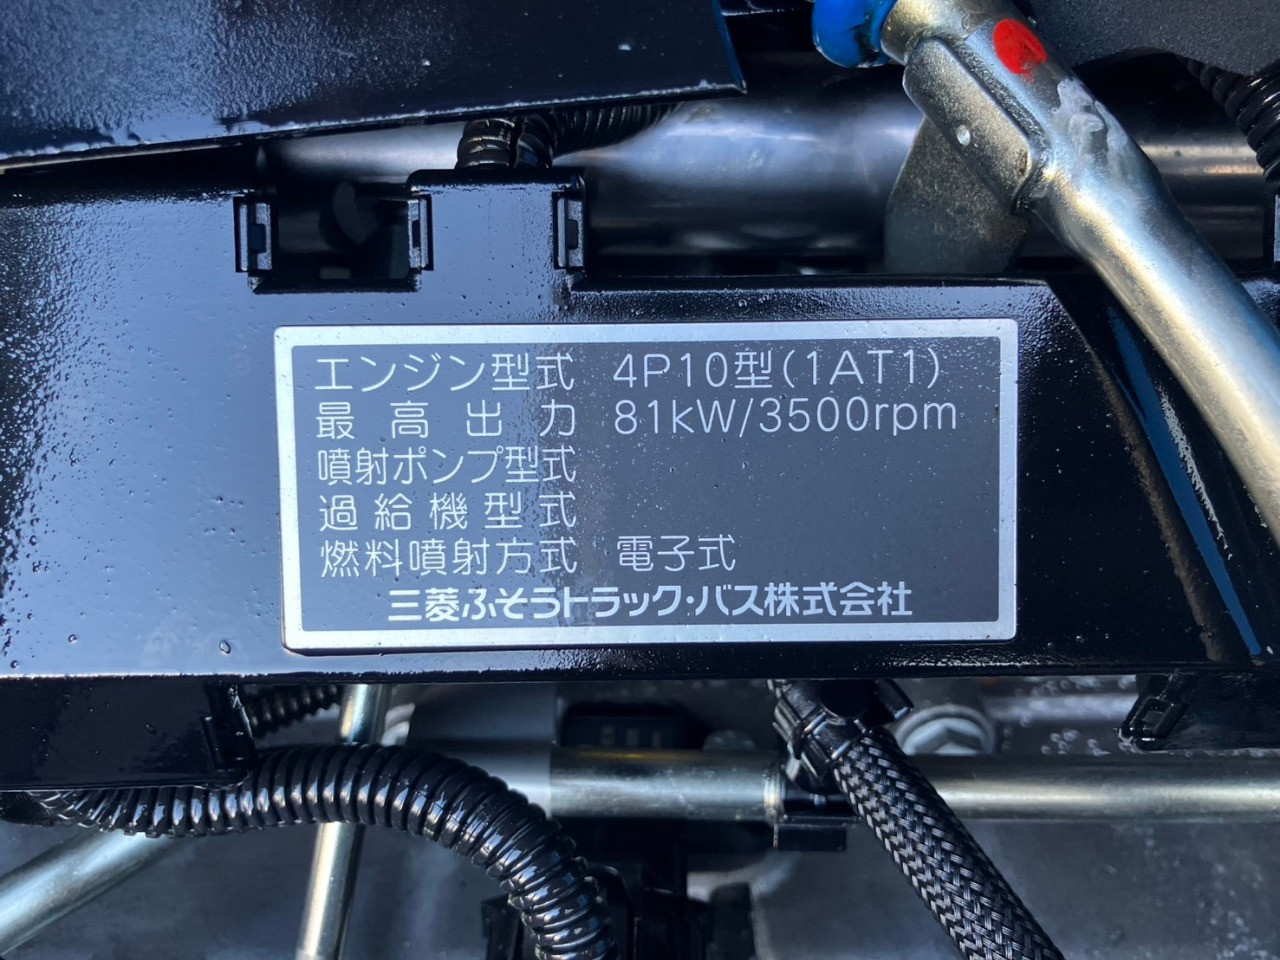 エンジン型式 4P10型(1AT1)
最高出力 81kW/3500rpm
噴射ポンプ型式
過給機型式
燃料噴射方式 電子式
三菱ふそうトラック・バス株式会社